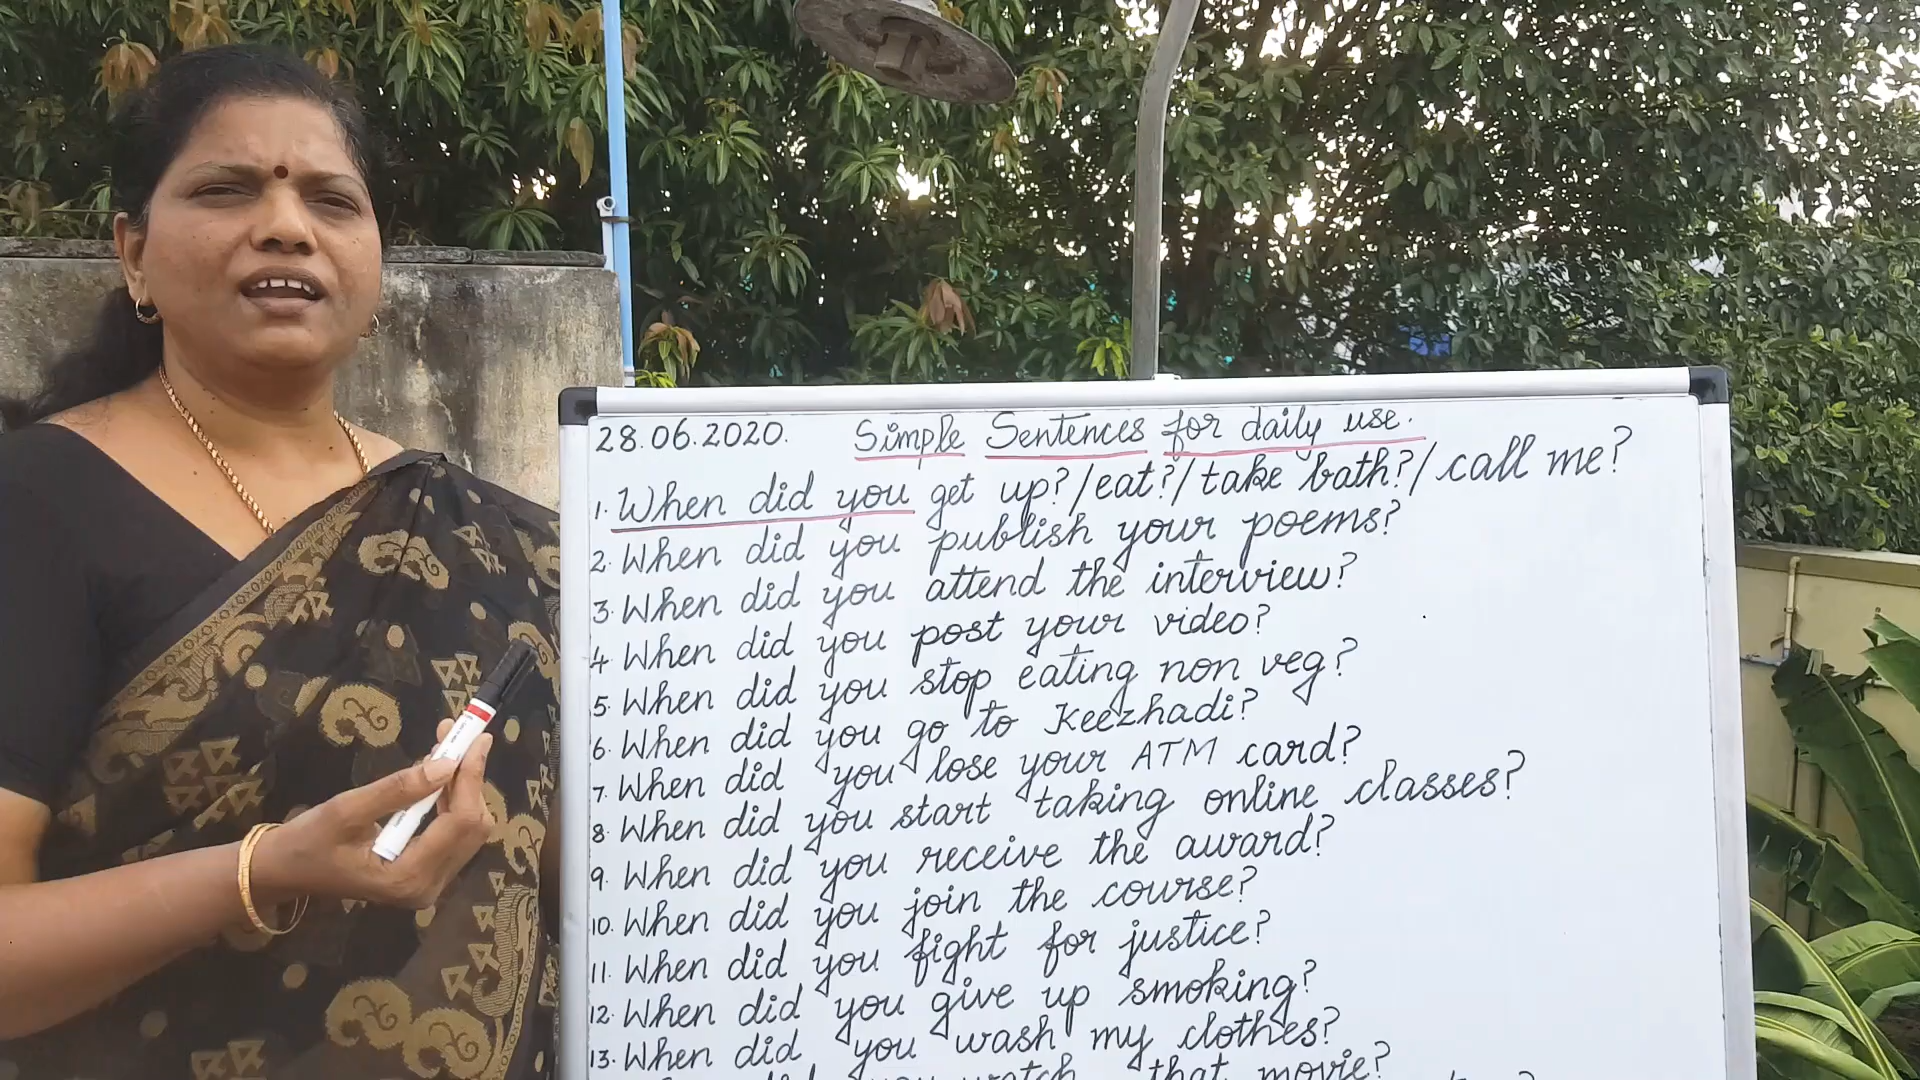 28.06.2020. Simple Sentences for daily use.
1. When did you get up?/eat?/take bath?/call me?
2. When did you publish your poems?
3. When did you attend the interview?
4. When did you post your video?
5. When did you stop eating non veg?
6. When did you go to Keezhadi?
7. When did you lose your ATM card?
8. When did you start taking online classes?
9. When did you receive the award?
10. When did you join the course?
11. When did you fight for justice?
12. When did you give up smoking?
13. When did you wash my clothes?
did you watch that movie?